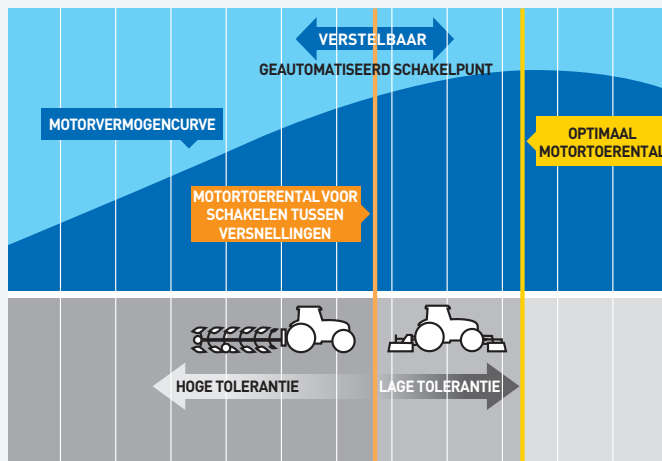 VERSTELBAAR
GEAUTOMATISEERD SCHAKELPUNT
MOTORVERMOGENCURVE
OPTIMAAL
MOTORTOERENTAL
MOTORTOERENTAL VOOR
SCHAKELEN TUSSEN
VERSNELLINGEN
HOGE TOLERANTIE
LAGE TOLERANTIE